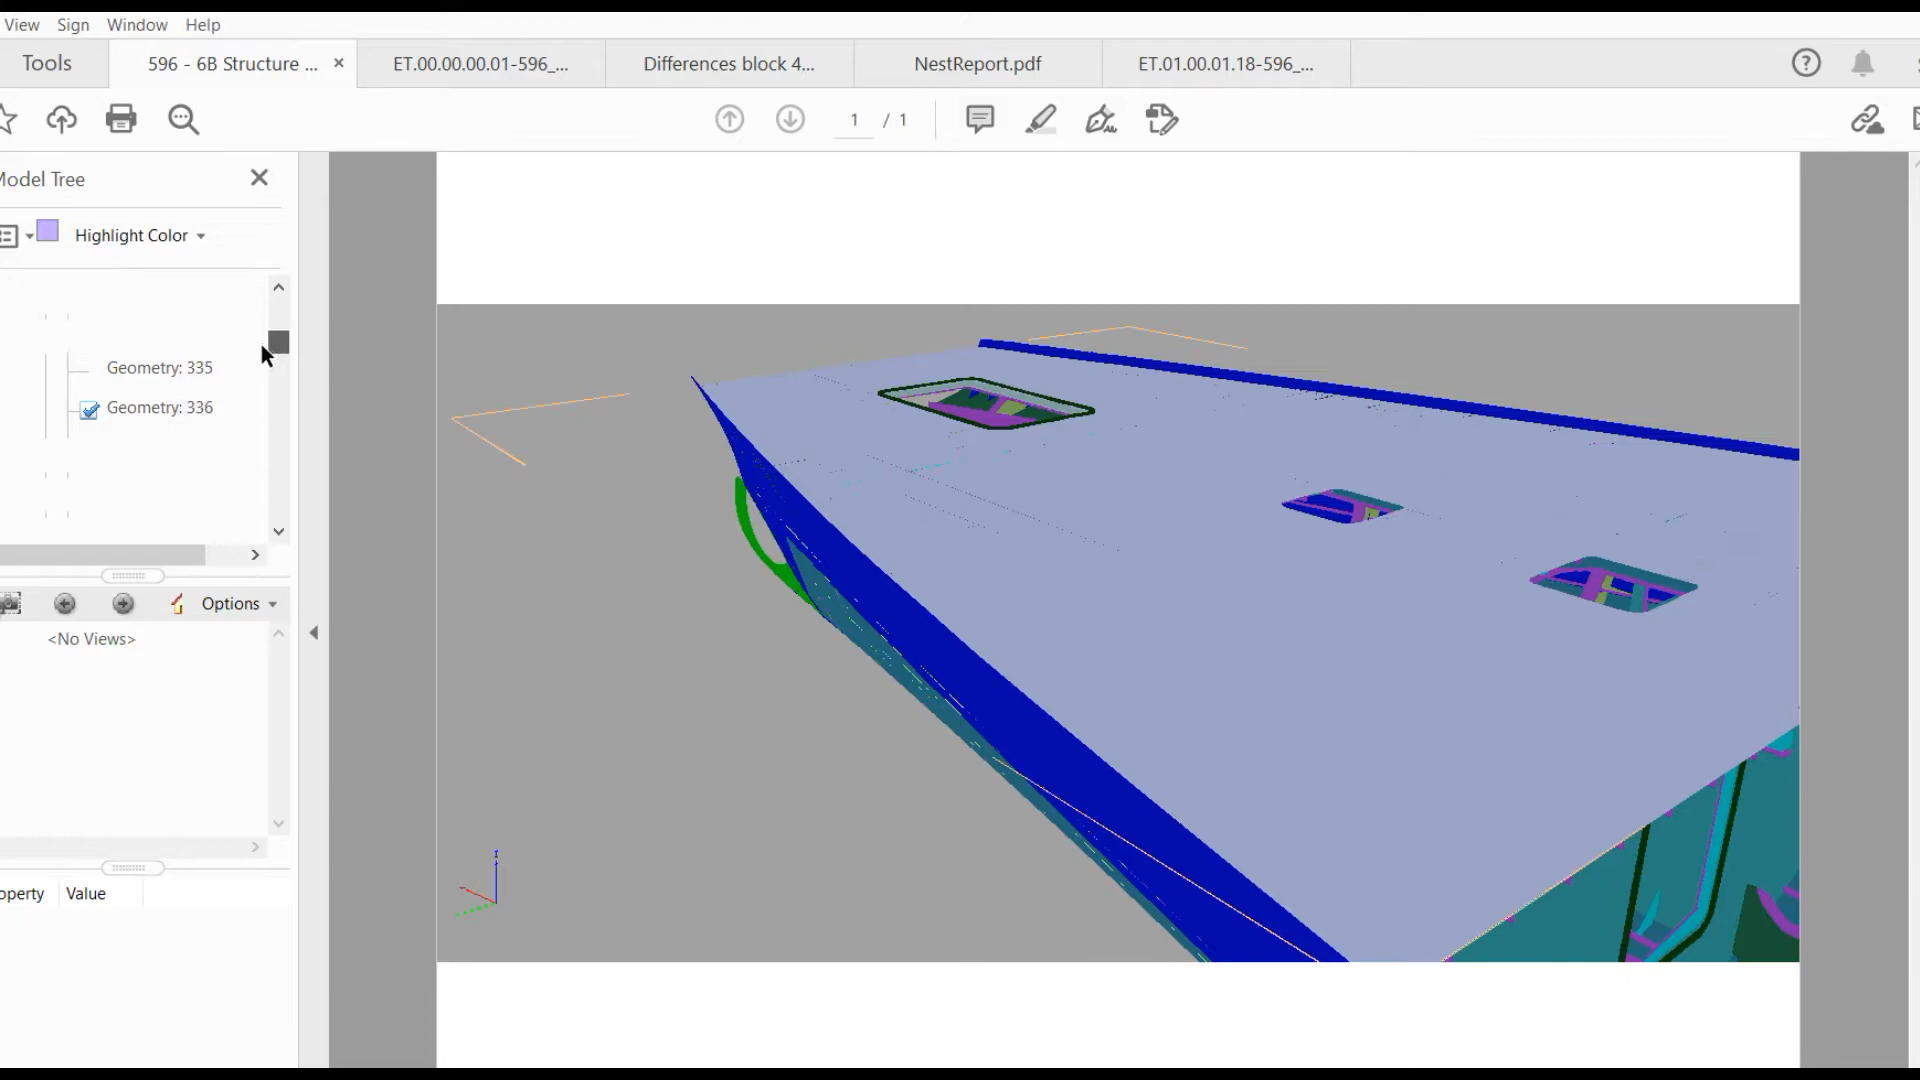 View Sign Window Help
Tools 596 - 6B Structure ... × ET.00.00.00.01-596_... Differences block 4... NestReport.pdf ET.01.00.01.18-596_...
1 / 1
Model Tree
Highlight Color
Geometry: 335
Geometry: 336
Options
<No Views>
operty Value